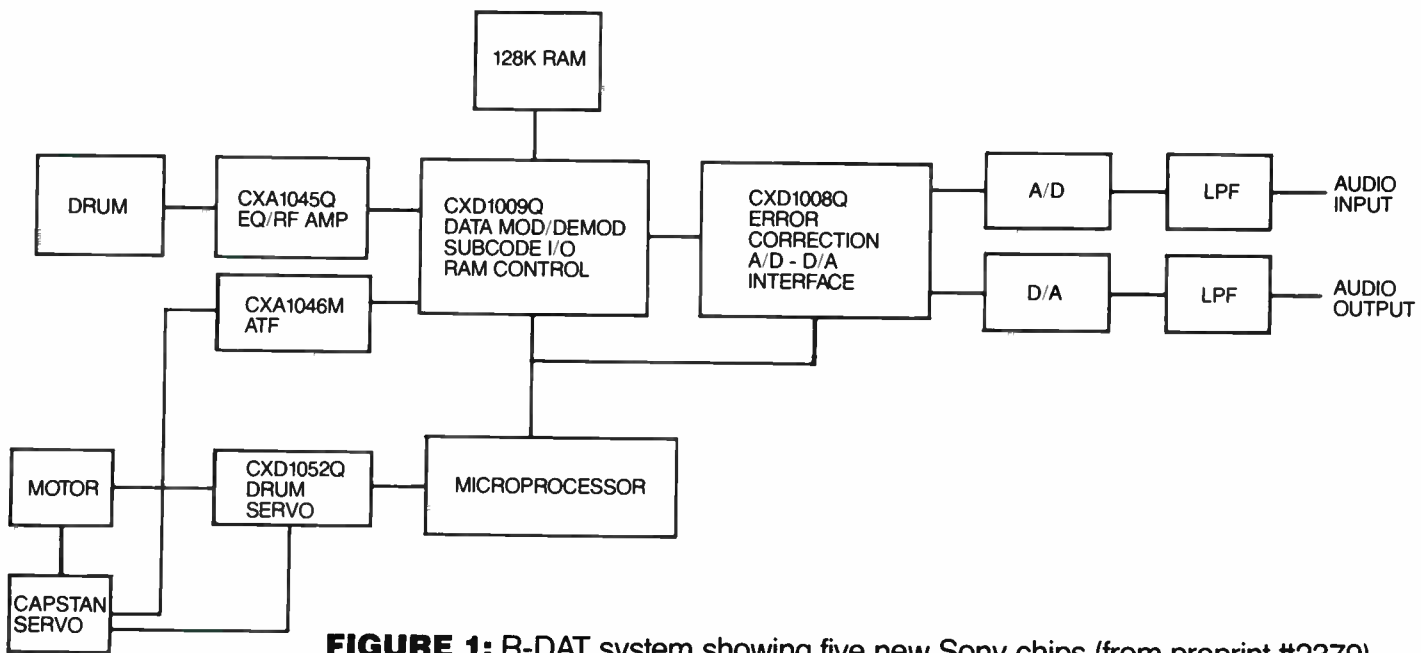 128K RAM
DRUM
CXA1045Q
EQ/RF AMP
CXD1009Q
DATA MOD/DEMOD
SUBCODE I/O
RAM CONTROL
CXD1008Q
ERROR
CORRECTION
A/D - D/A
INTERFACE
A/D
LPF
AUDIO
INPUT
CXA1046M
ATF
D/A
LPF
AUDIO
OUTPUT
MOTOR
CXD1052Q
DRUM
SERVO
MICROPROCESSOR
CAPSTAN
SERVO
FIGURE 1: R-DAT system showing five new Sony chips (from preprint #2379)